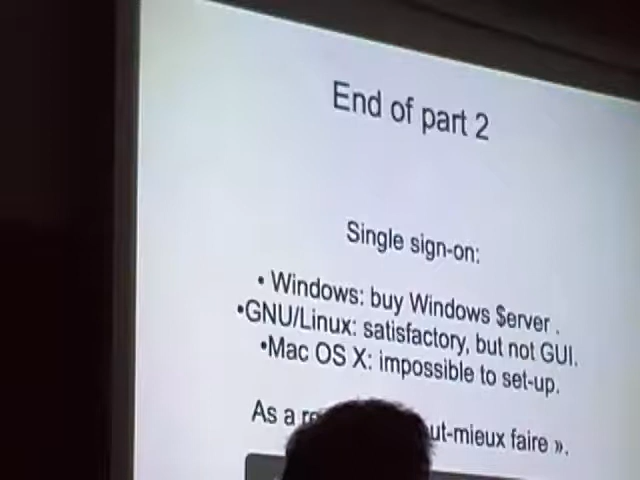 End of part 2
Single sign-on:
• Windows: buy Windows $erver .
•GNU/Linux: satisfactory, but not GUI.
•Mac OS X: impossible to set-up.
As a ut-mieux faire ».